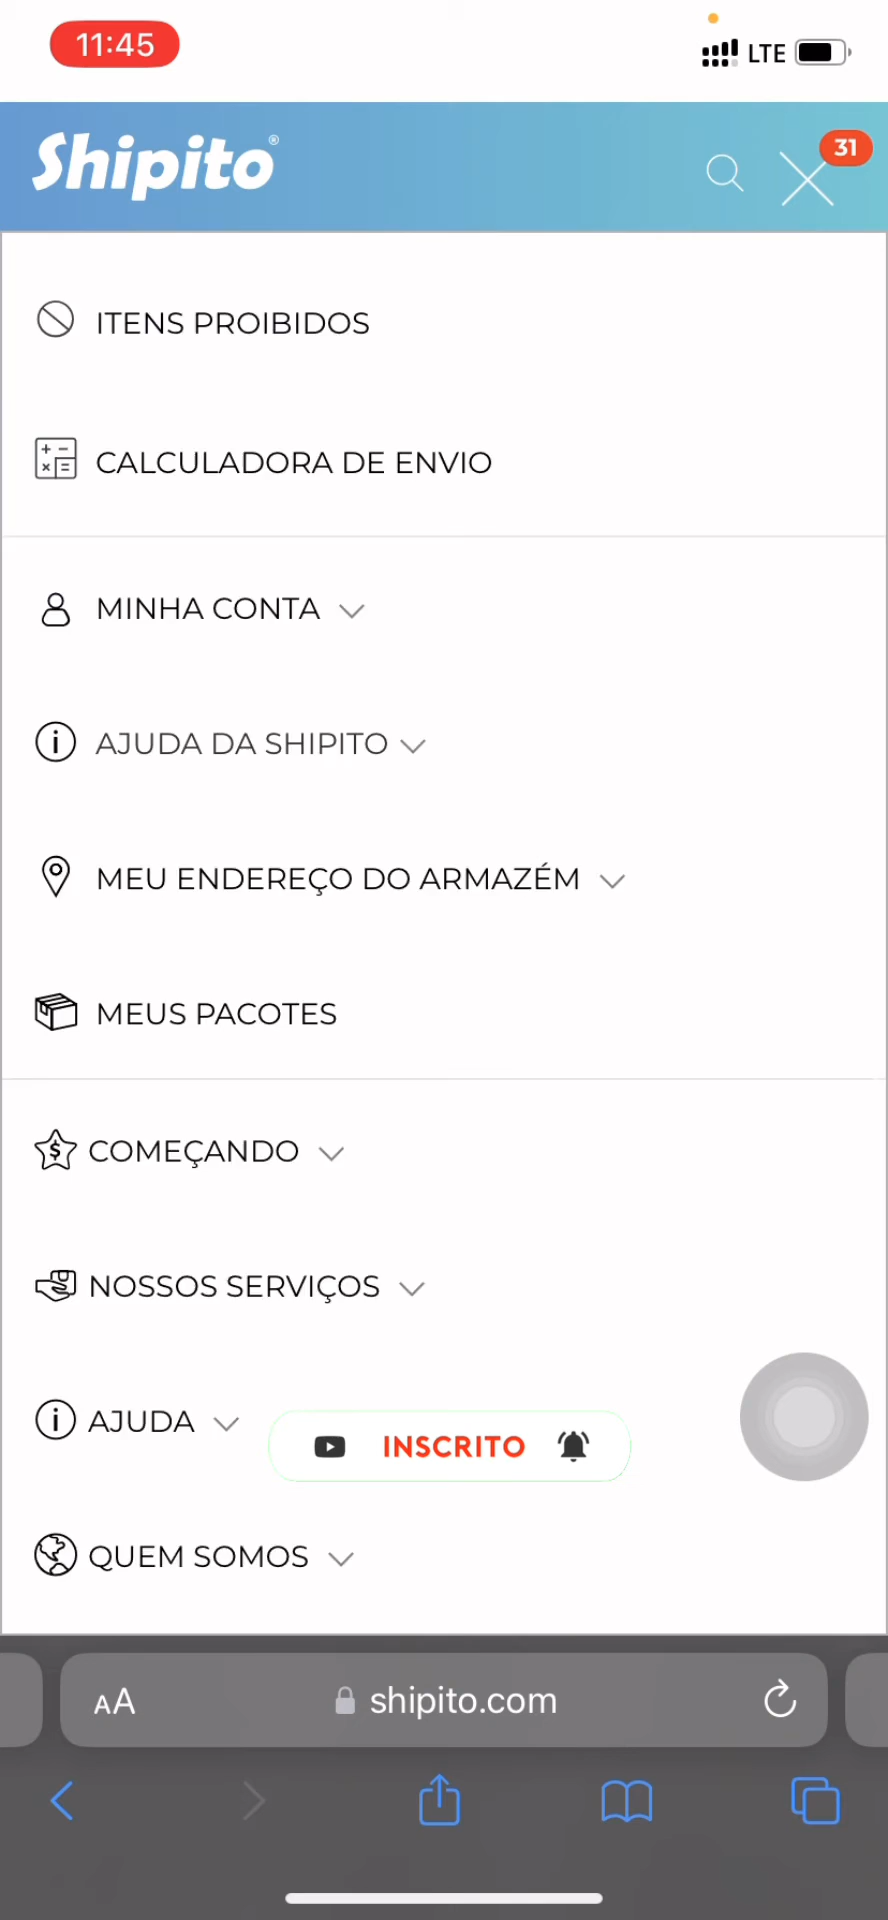 11:45
LTE
Shipito®
31
ITENS PROIBIDOS
CALCULADORA DE ENVIO
MINHA CONTA
AJUDA DA SHIPITO
MEU ENDEREÇO DO ARMAZÉM
MEUS PACOTES
COMEÇANDO
NOSSOS SERVIÇOS
AJUDA
INSCRITO
QUEM SOMOS
AA
shipito.com